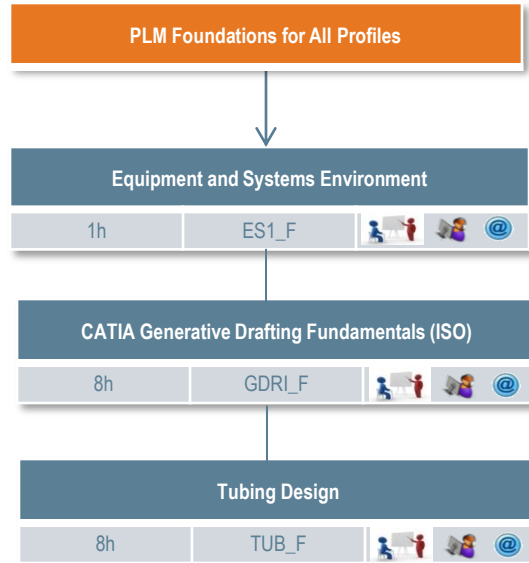 PLM Foundations for All Profiles
Equipment and Systems Environment
1h ES1_F @
CATIA Generative Drafting Fundamentals (ISO)
8h GDRI_F @
Tubing Design
8h TUB_F @